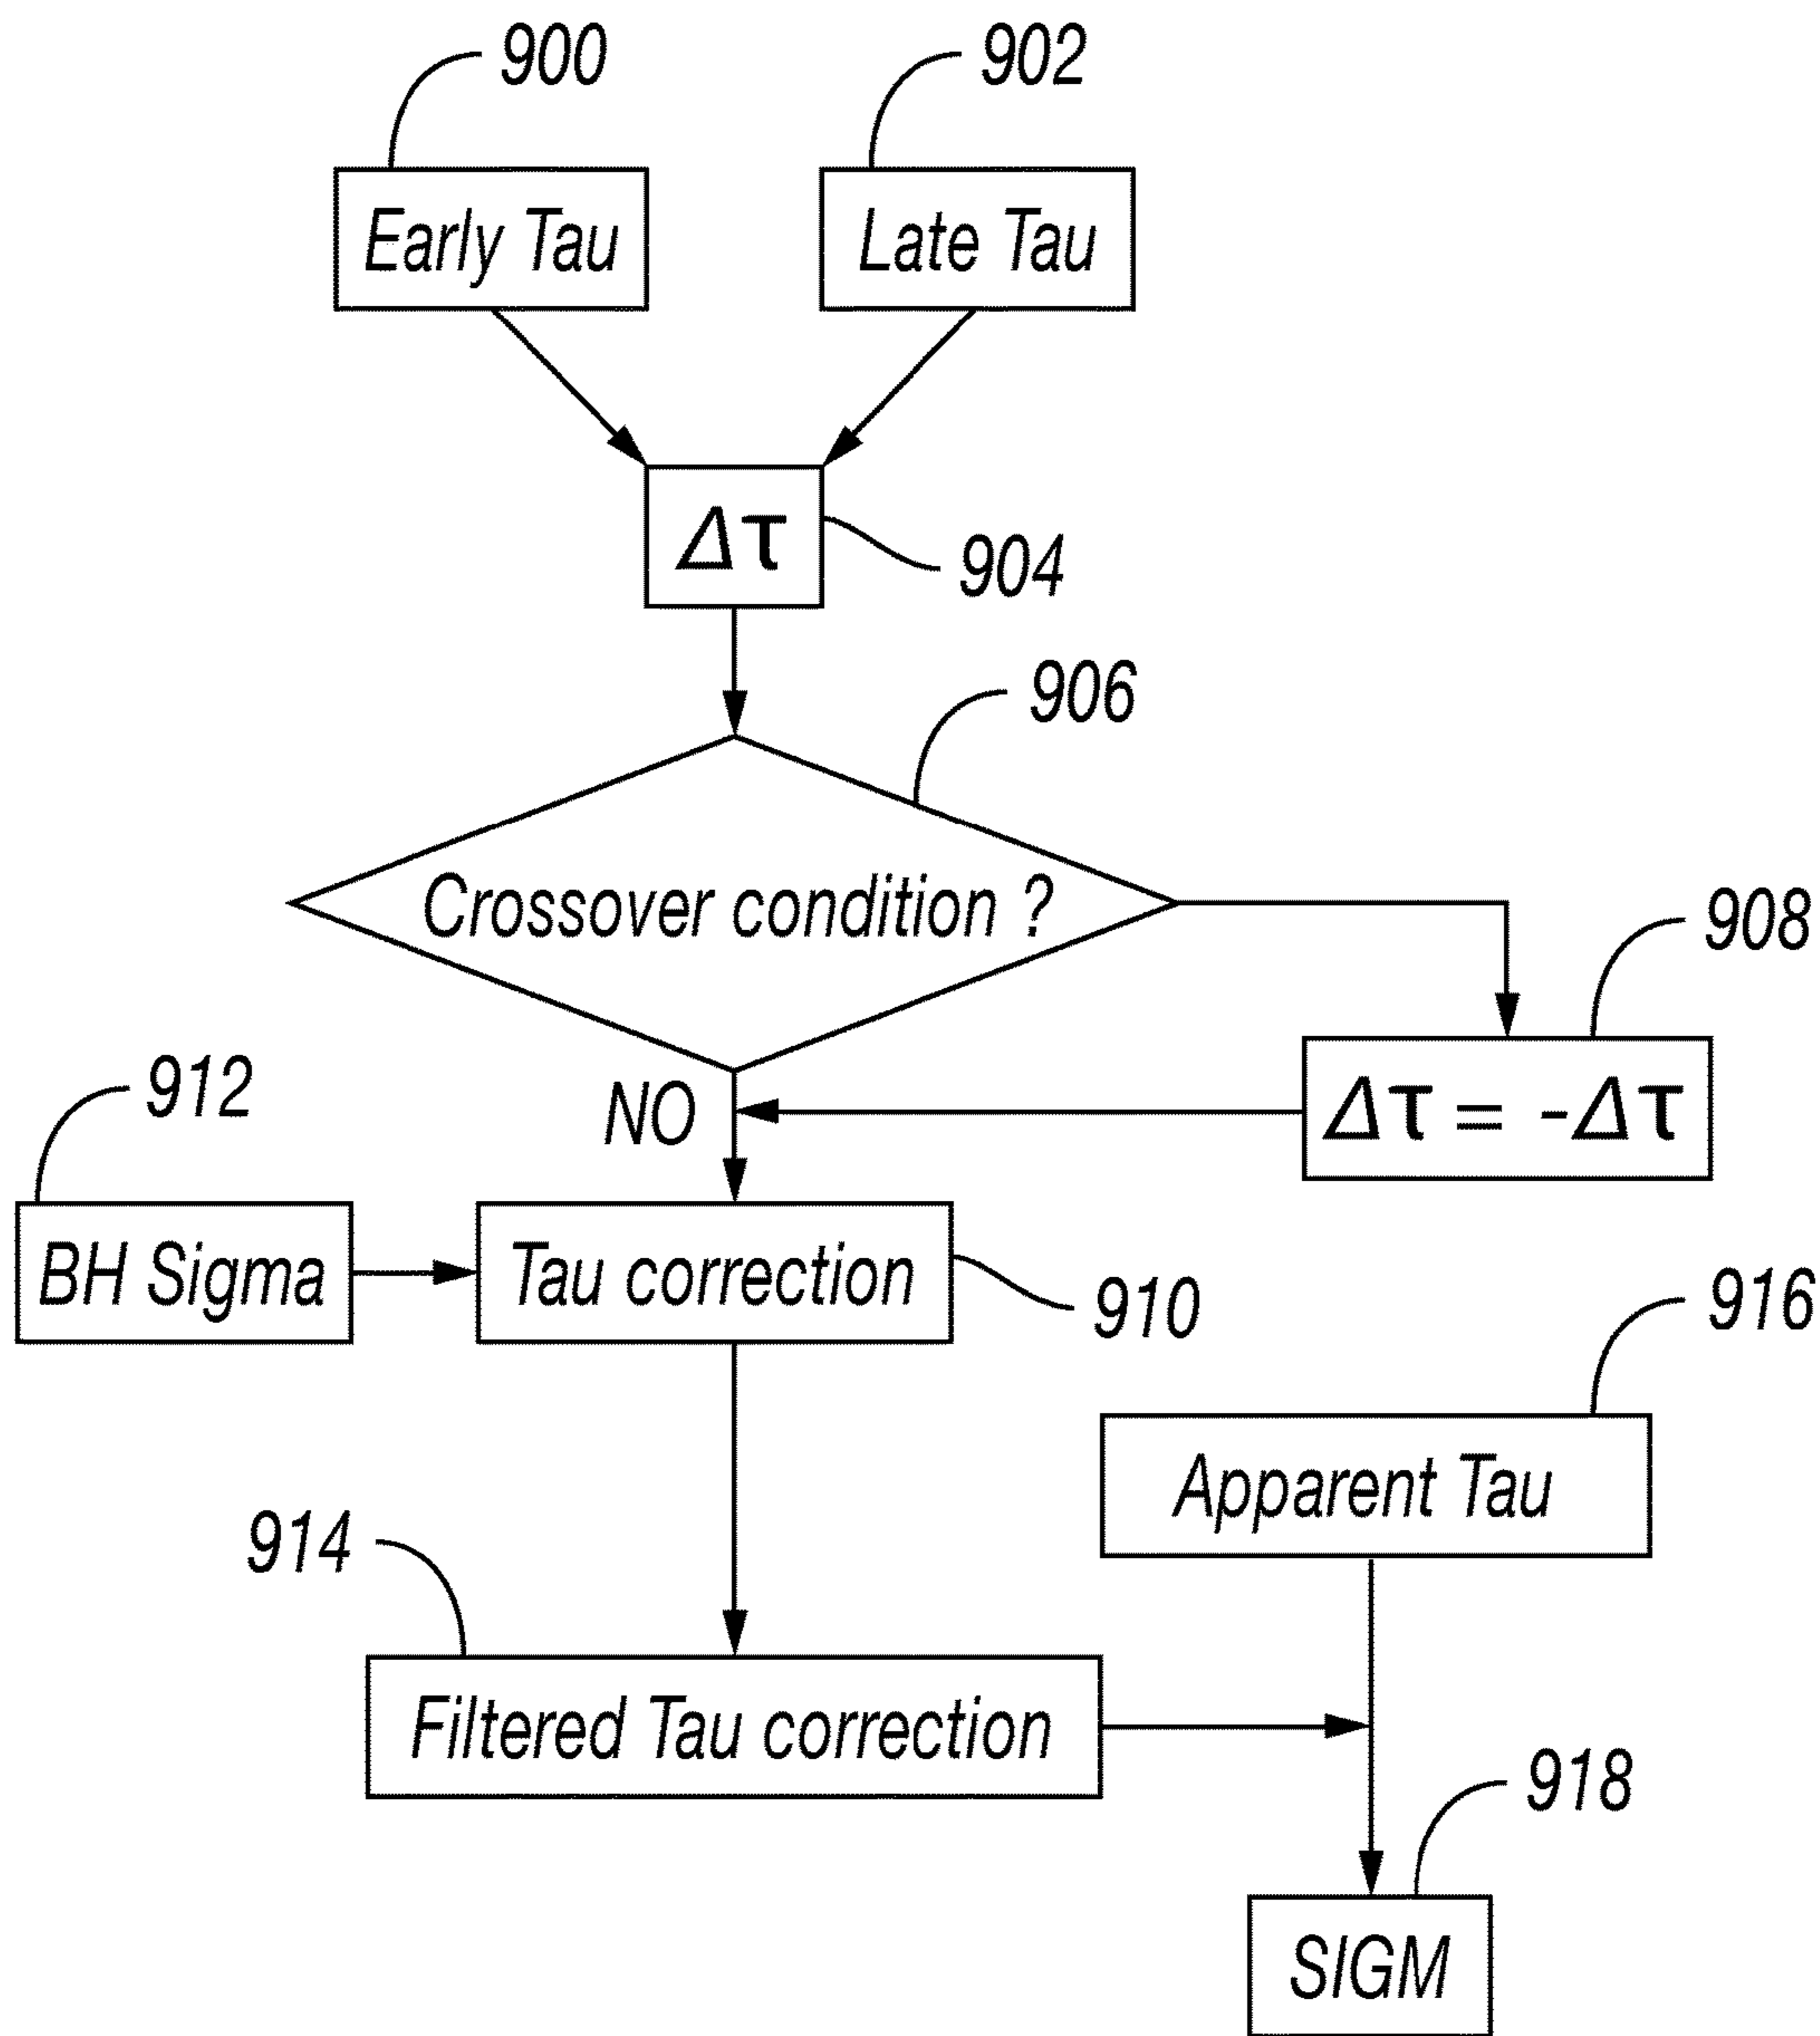 900
902
Early Tau
Late Tau
Δτ
904
906
Crossover condition ?
908
912
NO
Δτ = -Δτ
BH Sigma
Tau correction
910
916
Apparent Tau
914
Filtered Tau correction
918
SIGM